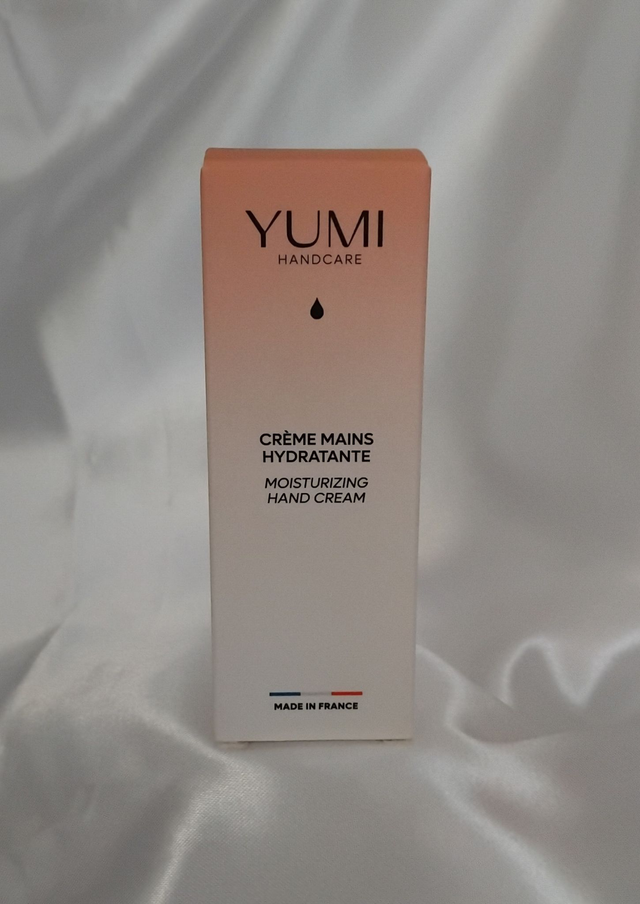 YUMI
HANDCARE
CRÈME MAINS
HYDRATANTE
MOISTURIZING
HAND CREAM
MADE IN FRANCE